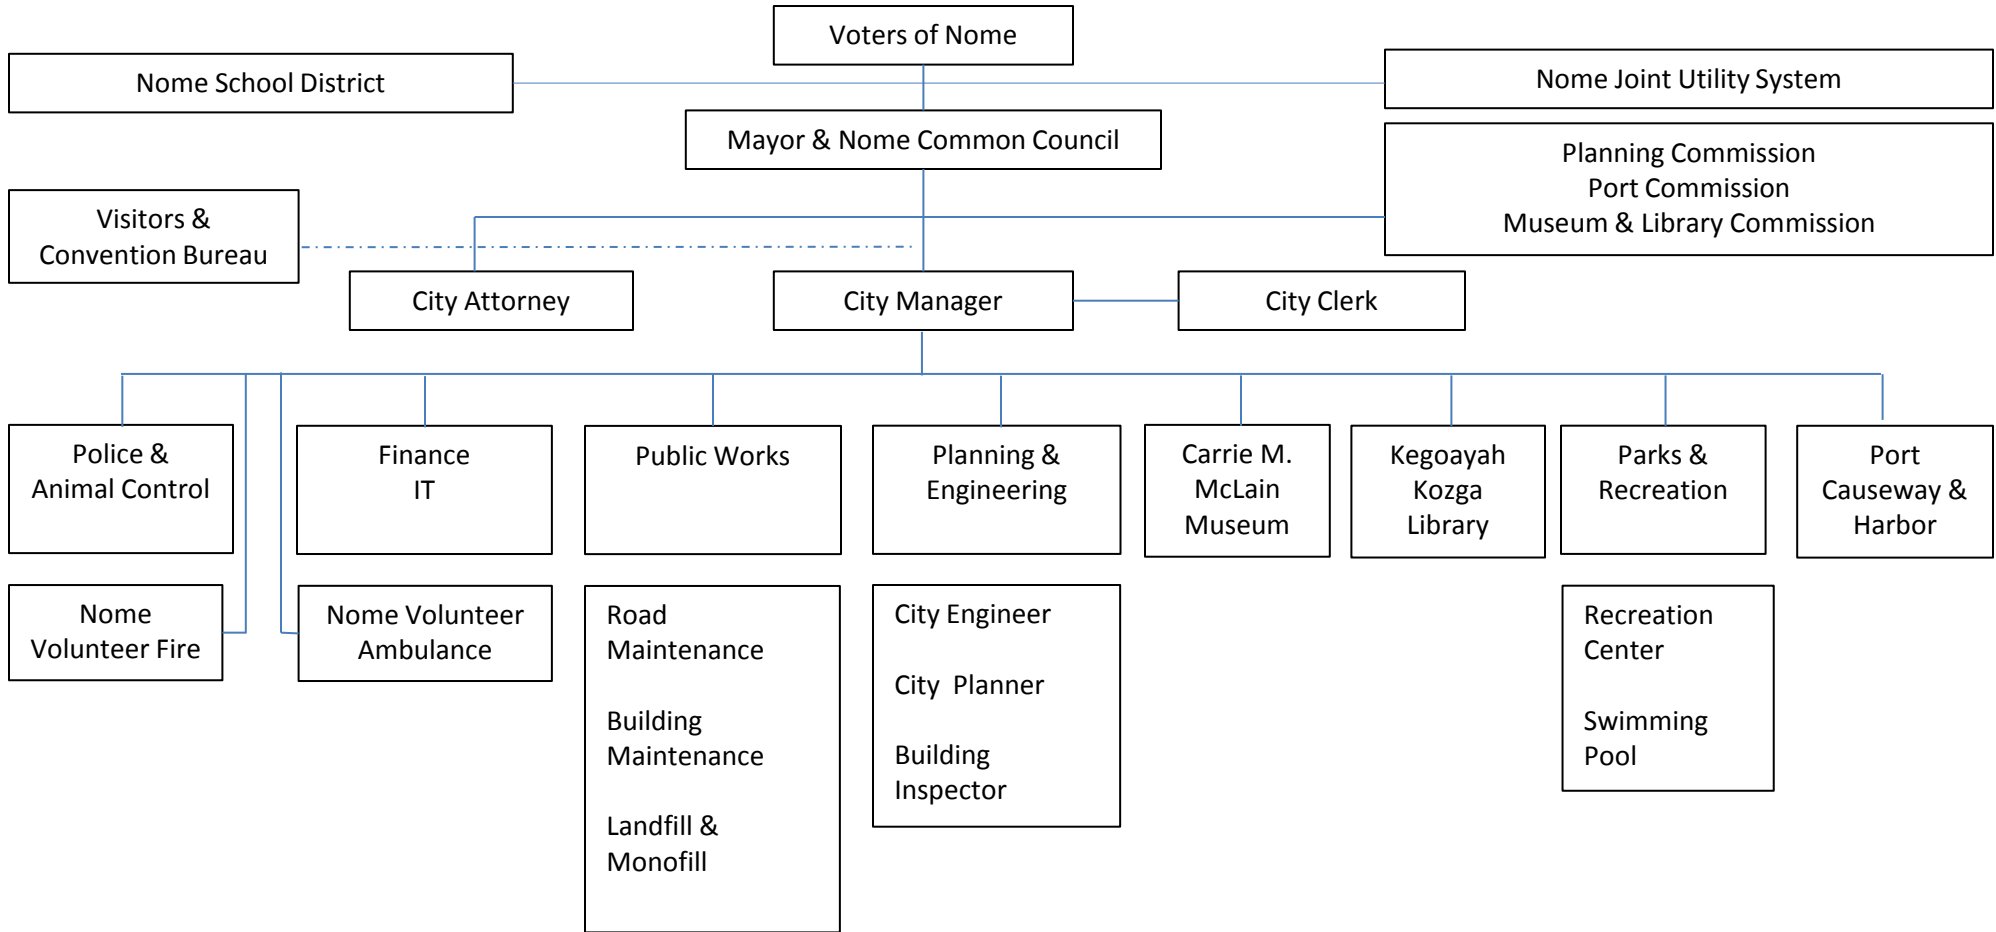 Voters of Nome
Nome School District
Nome Joint Utility System
Mayor & Nome Common Council
Planning Commission
Port Commission
Museum & Library Commission
Visitors &
Convention Bureau
City Attorney
City Manager
City Clerk
Police &
Animal Control
Finance
IT
Public Works
Planning &
Engineering
Carrie M.
McLain
Museum
Kegoayah
Kozga
Library
Parks &
Recreation
Port
Causeway &
Harbor
Nome
Volunteer Fire
Nome Volunteer
Ambulance
Road
Maintenance
Building
Maintenance
Landfill &
Monofill
City Engineer
City  Planner
Building
Inspector
Recreation
Center
Swimming
Pool